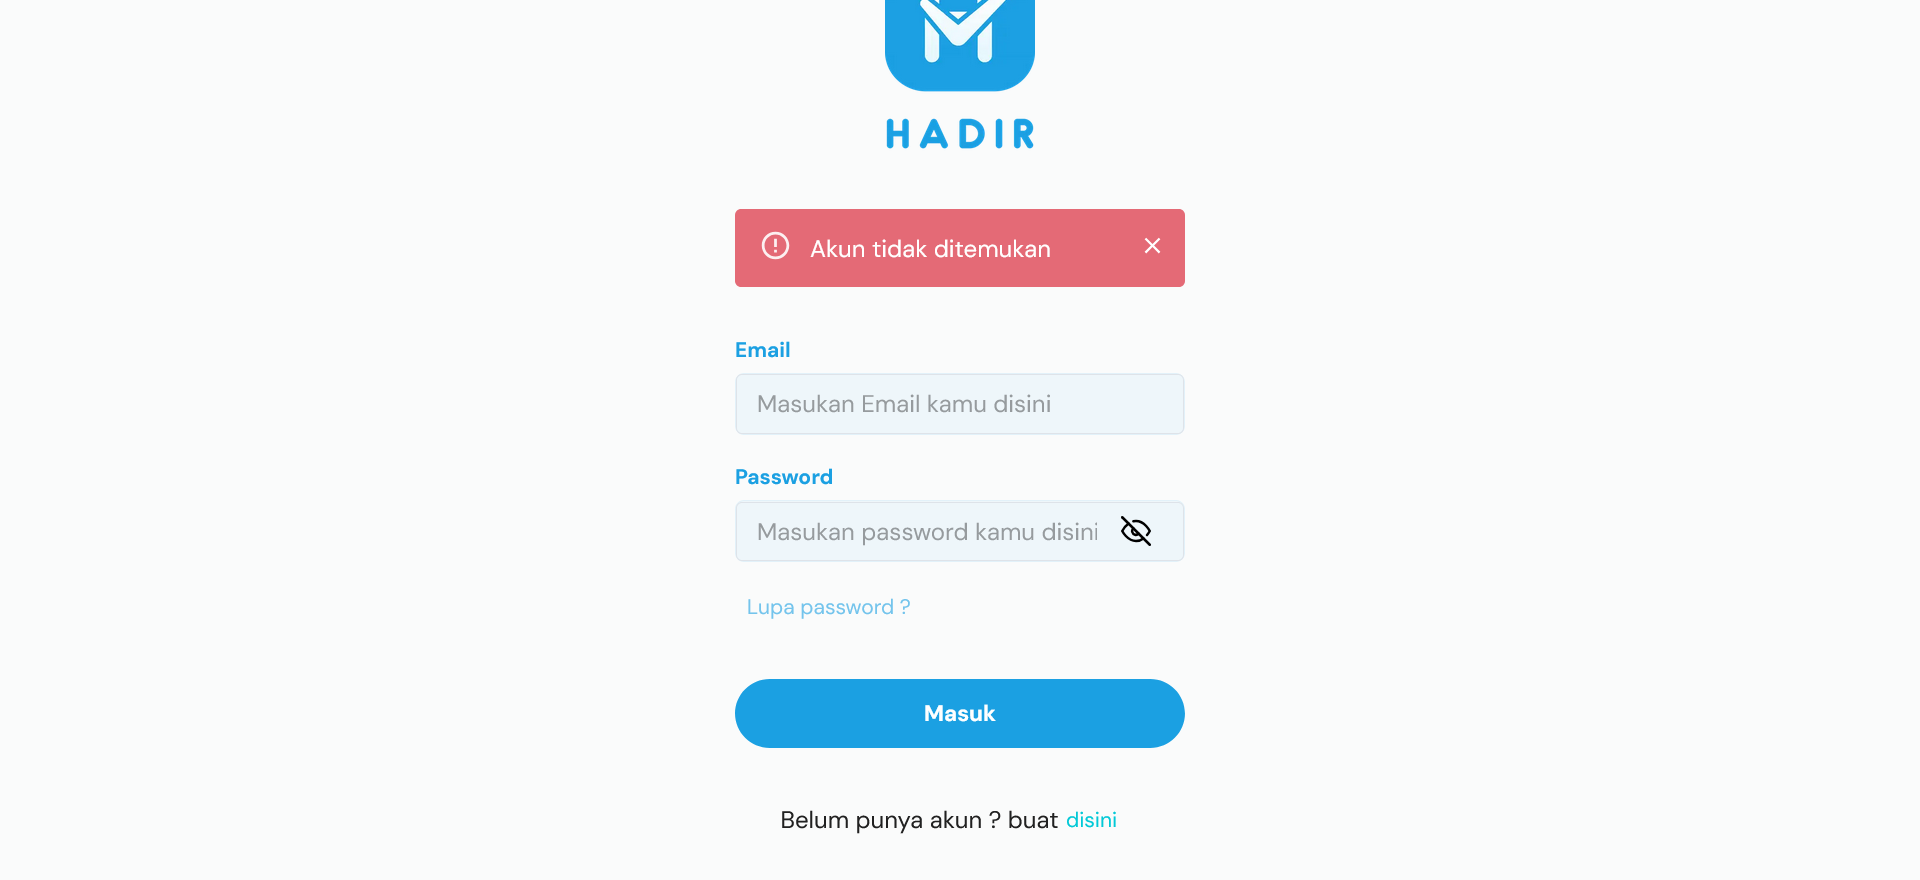 HADIR
Akun tidak ditemukan
Email
Masukan Email kamu disini
Password
Masukan password kamu disini
Lupa password ?
Masuk
Belum punya akun ? buat disini